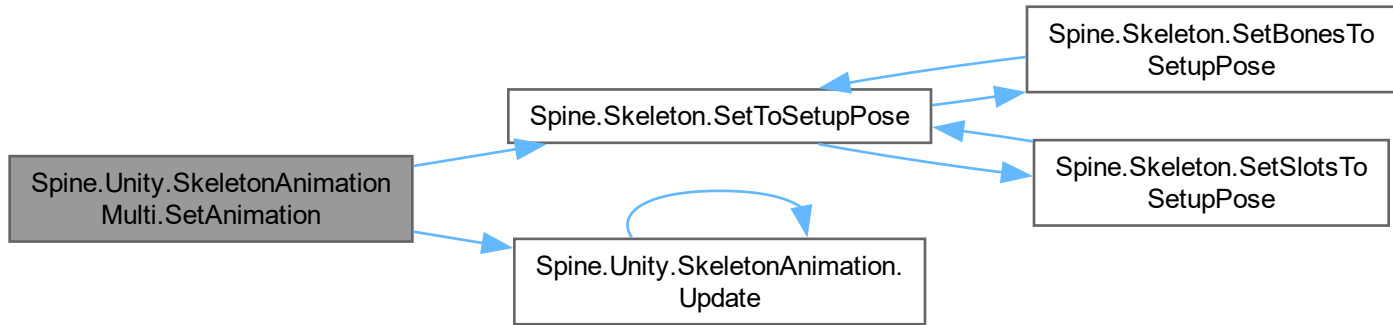 Spine.Unity.SkeletonAnimation
Multi.SetAnimation
Spine.Skeleton.SetToSetupPose
Spine.Skeleton.SetBonesTo
SetupPose
Spine.Skeleton.SetSlotsTo
SetupPose
Spine.Unity.SkeletonAnimation.
Update